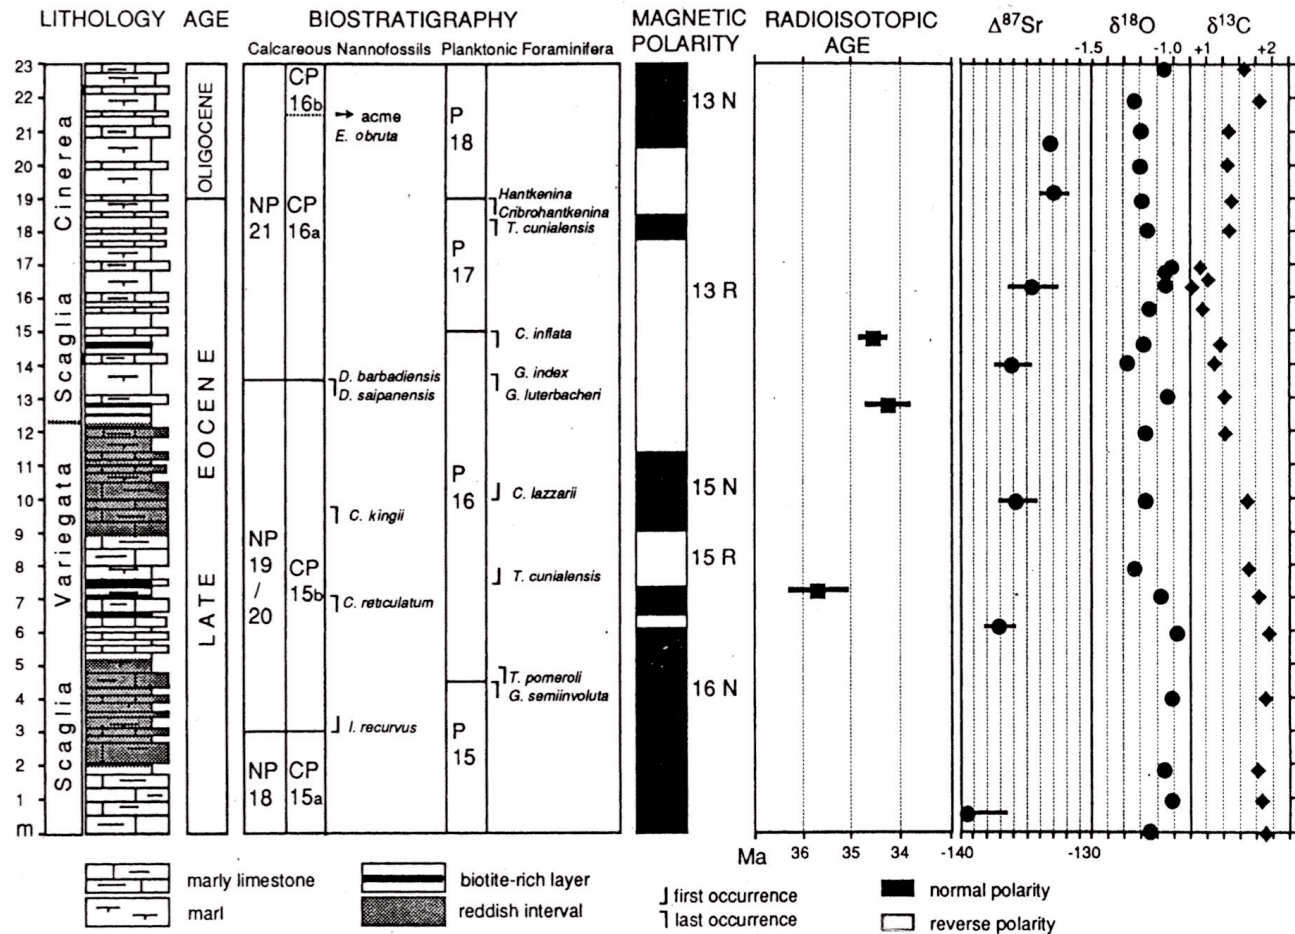 LITHOLOGY AGE BIOSTRATIGRAPHY MAGNETIC POLARITY RADIOISOTOPIC AGE Δ87Sr δ18O δ13C
Calcareous Nannofossils Planktonic Foraminifera
-1.5 -1.0 +1 +2
23
22
21
20
19
18
17
16
15
14
13
12
11
10
9
8
7
6
5
4
3
2
1
m
Scaglia Cinerea
Scaglia Variegata
OLIGOCENE
LATE EOCENE
NP 21
NP 19 / 20
NP 18
CP 16b
CP 16a
CP 15b
CP 15a
acme
E. obruta
D. barbadiensis
D. saipanensis
C. kingii
C. reticulatum
I. recurvus
P 18
P 17
P 16
P 15
Hantkenina
Cribrohantkenina
T. cunialensis
C. inflata
G. index
G. luterbacheri
C. lazzarii
T. cunialensis
T. pomeroli
G. semiinvoluta
13 N
13 R
15 N
15 R
16 N
Ma 36 35 34
-140 -130
marly limestone
marl
biotite-rich layer
reddish interval
first occurrence
last occurrence
normal polarity
reverse polarity